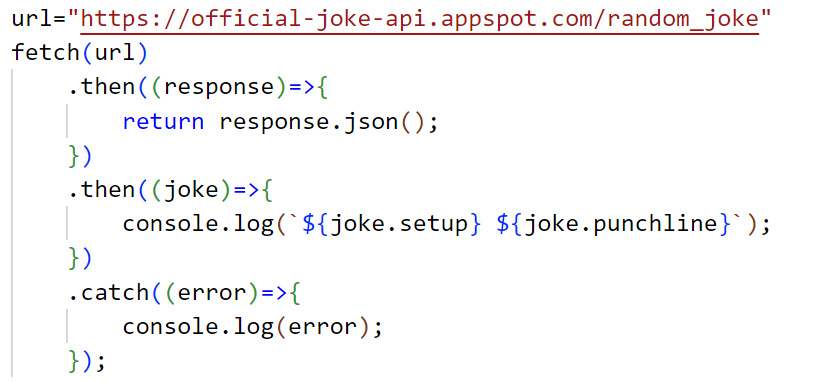 url="https://official-joke-api.appspot.com/random_joke"
fetch(url)
    .then((response)=>{
        return response.json();
    })
    .then((joke)=>{
        console.log(`${joke.setup} ${joke.punchline}`);
    })
    .catch((error)=>{
        console.log(error);
    });